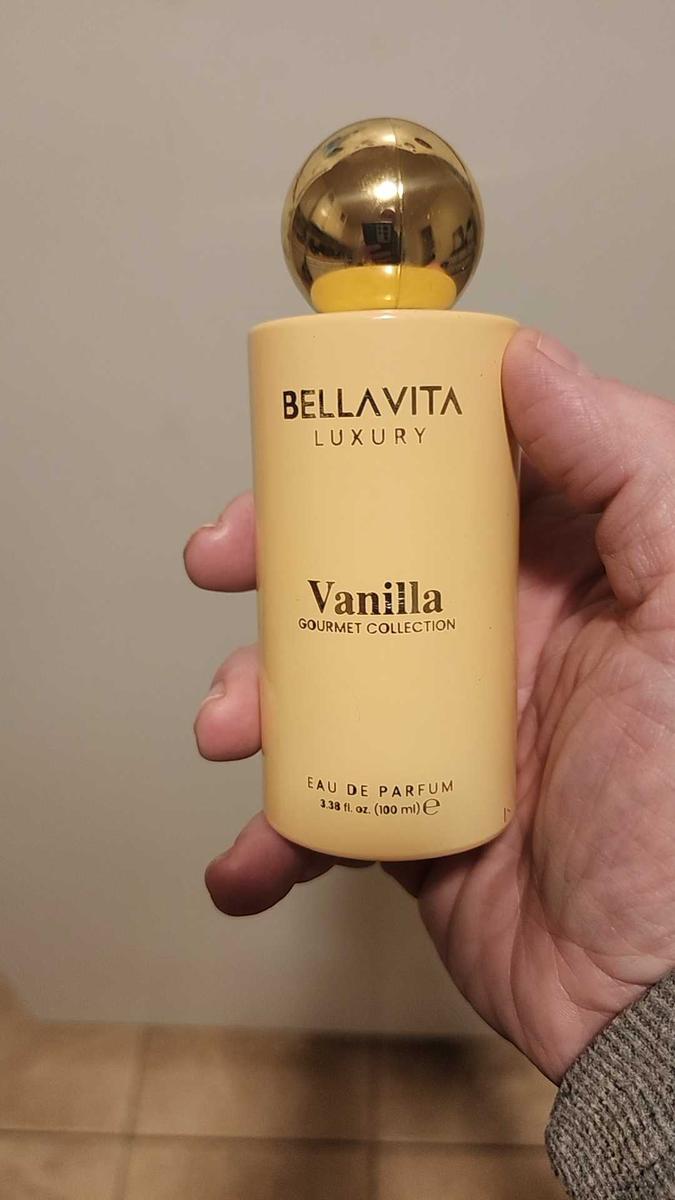 BELLAVITA
LUXURY
Vanilla
GOURMET COLLECTION
EAU DE PARFUM
3.38 fl. oz. (100 ml) ℮